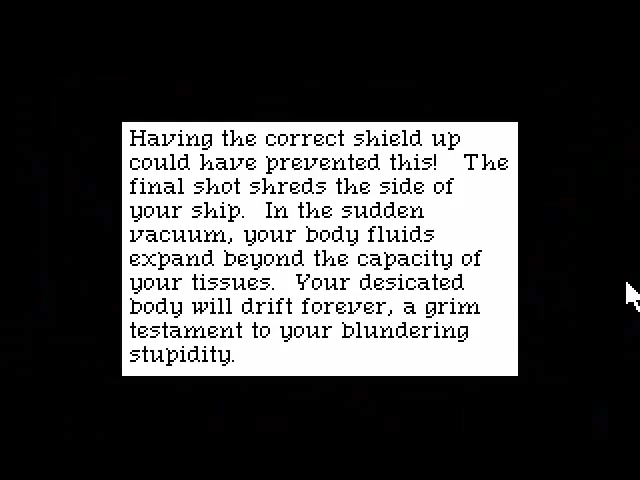 Having the correct shield up
could have prevented this!  The
final shot shreds the side of
your ship.  In the sudden
vacuum, your body fluids
expand beyond the capacity of
your tissues.  Your desicated
body will drift forever, a grim
testament to your blundering
stupidity.